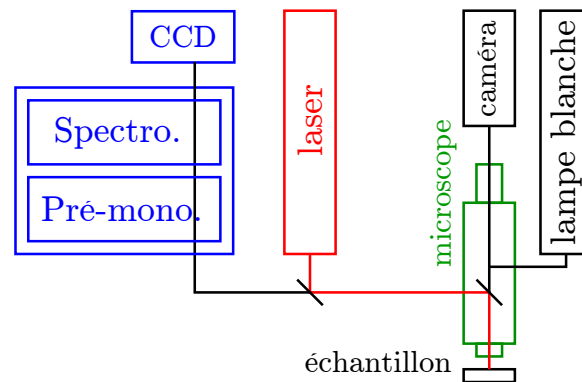 CCD
Spectro.
Pré-mono.
laser
microscope
caméra
lampe blanche
échantillon